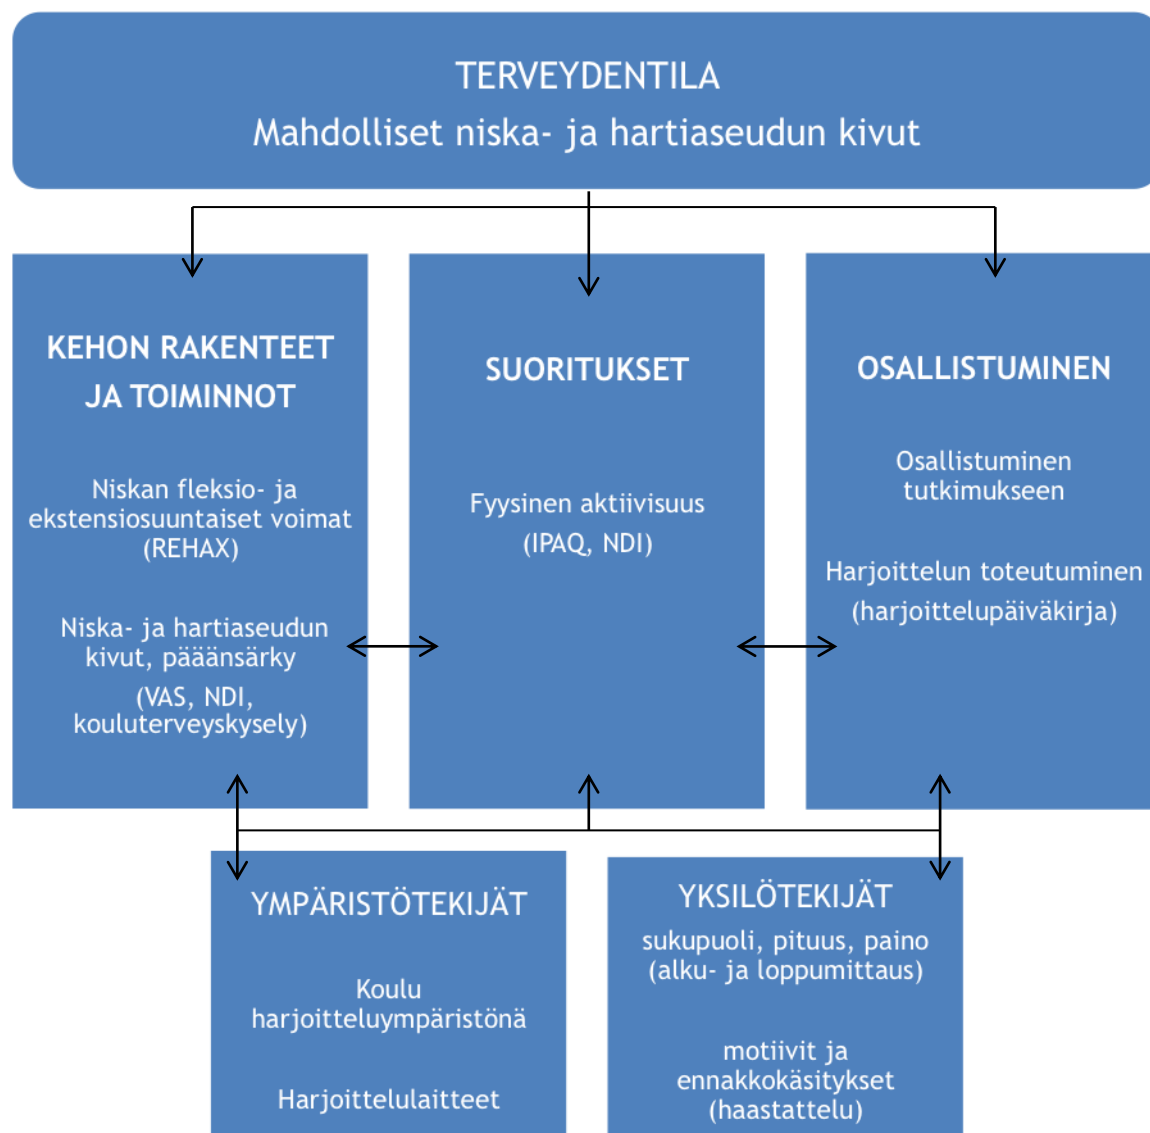 TERVEYDENTILA
Mahdolliset niska- ja hartiaseudun kivut
KEHON RAKENTEET
JA TOIMINNOT
Niskan fleksio- ja
ekstensiosuuntaiset voimat
(REHAX)
Niska- ja hartiaseudun
kivut, pääänsärky
(VAS, NDI,
kouluterveyskysely)
SUORITUKSET
Fyysinen aktiivisuus
(IPAQ, NDI)
OSALLISTUMINEN
Osallistuminen
tutkimukseen
Harjoittelun toteutuminen
(harjoittelupäiväkirja)
YMPÄRISTÖTEKIJÄT
Koulu
harjoitteluympäristönä
Harjoittelulaitteet
YKSILÖTEKIJÄT
sukupuoli, pituus, paino
(alku- ja loppumittaus)
motiivit ja
ennakkokäsitykset
(haastattelu)